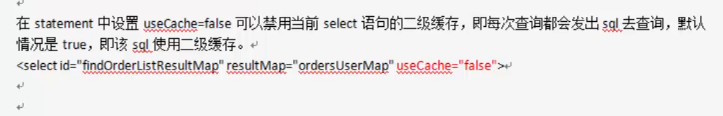 在 statement 中设置 useCache=false 可以禁用当前 select 语句的二级缓存，即每次查询都会发出 sql 去查询，默认
情况是 true，即该 sql 使用二级缓存。
<select id="findOrderListResultMap" resultMap="ordersUserMap" useCache="false">